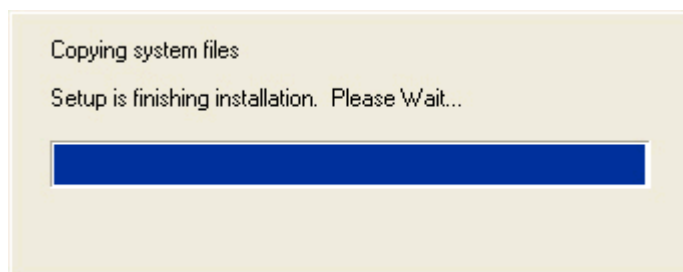 Copying system files
Setup is finishing installation.  Please Wait...